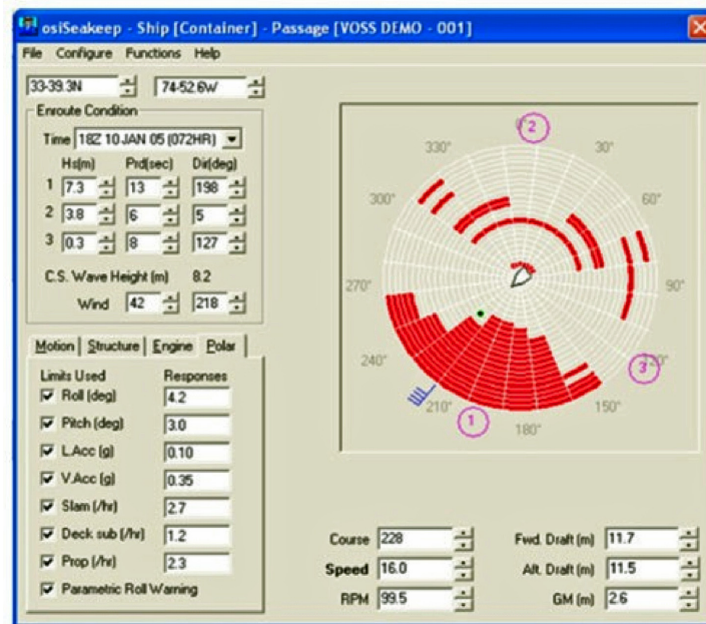 osiSeakeep - Ship [Container] - Passage [VOSS DEMO - 001]
File Configure Functions Help
33-39.3N 74-52.6W
Enroute Condition
Time 18Z 10 JAN 05 (072HR)
Hs(m) Prd(sec) Dir(deg)
1 7.3 13 198
2 3.8 6 5
3 0.3 8 127
C.S. Wave Height (m) 8.2
Wind 42 218
Motion Structure Engine Polar
Limits Used Responses
Roll (deg) 4.2
Pitch (deg) 3.0
L.Acc (g) 0.10
V.Acc (g) 0.35
Slam (/hr) 2.7
Deck sub (/hr) 1.2
Prop (/hr) 2.3
Parametric Roll Warning
2
330° 30°
300° 60°
270° 90°
240° 3
210° 1 150°
180°
Course 228 Fwd. Draft (m) 11.7
Speed 16.0 Aft. Draft (m) 11.5
RPM 99.5 GM (m) 2.6